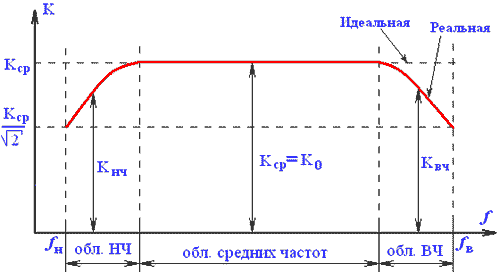 K
Идеальная
Реальная
Kср
Kср
√2
Kнч
Kср=K0
Kвч
f
fн
обл. НЧ
обл. средних частот
обл. ВЧ
fв